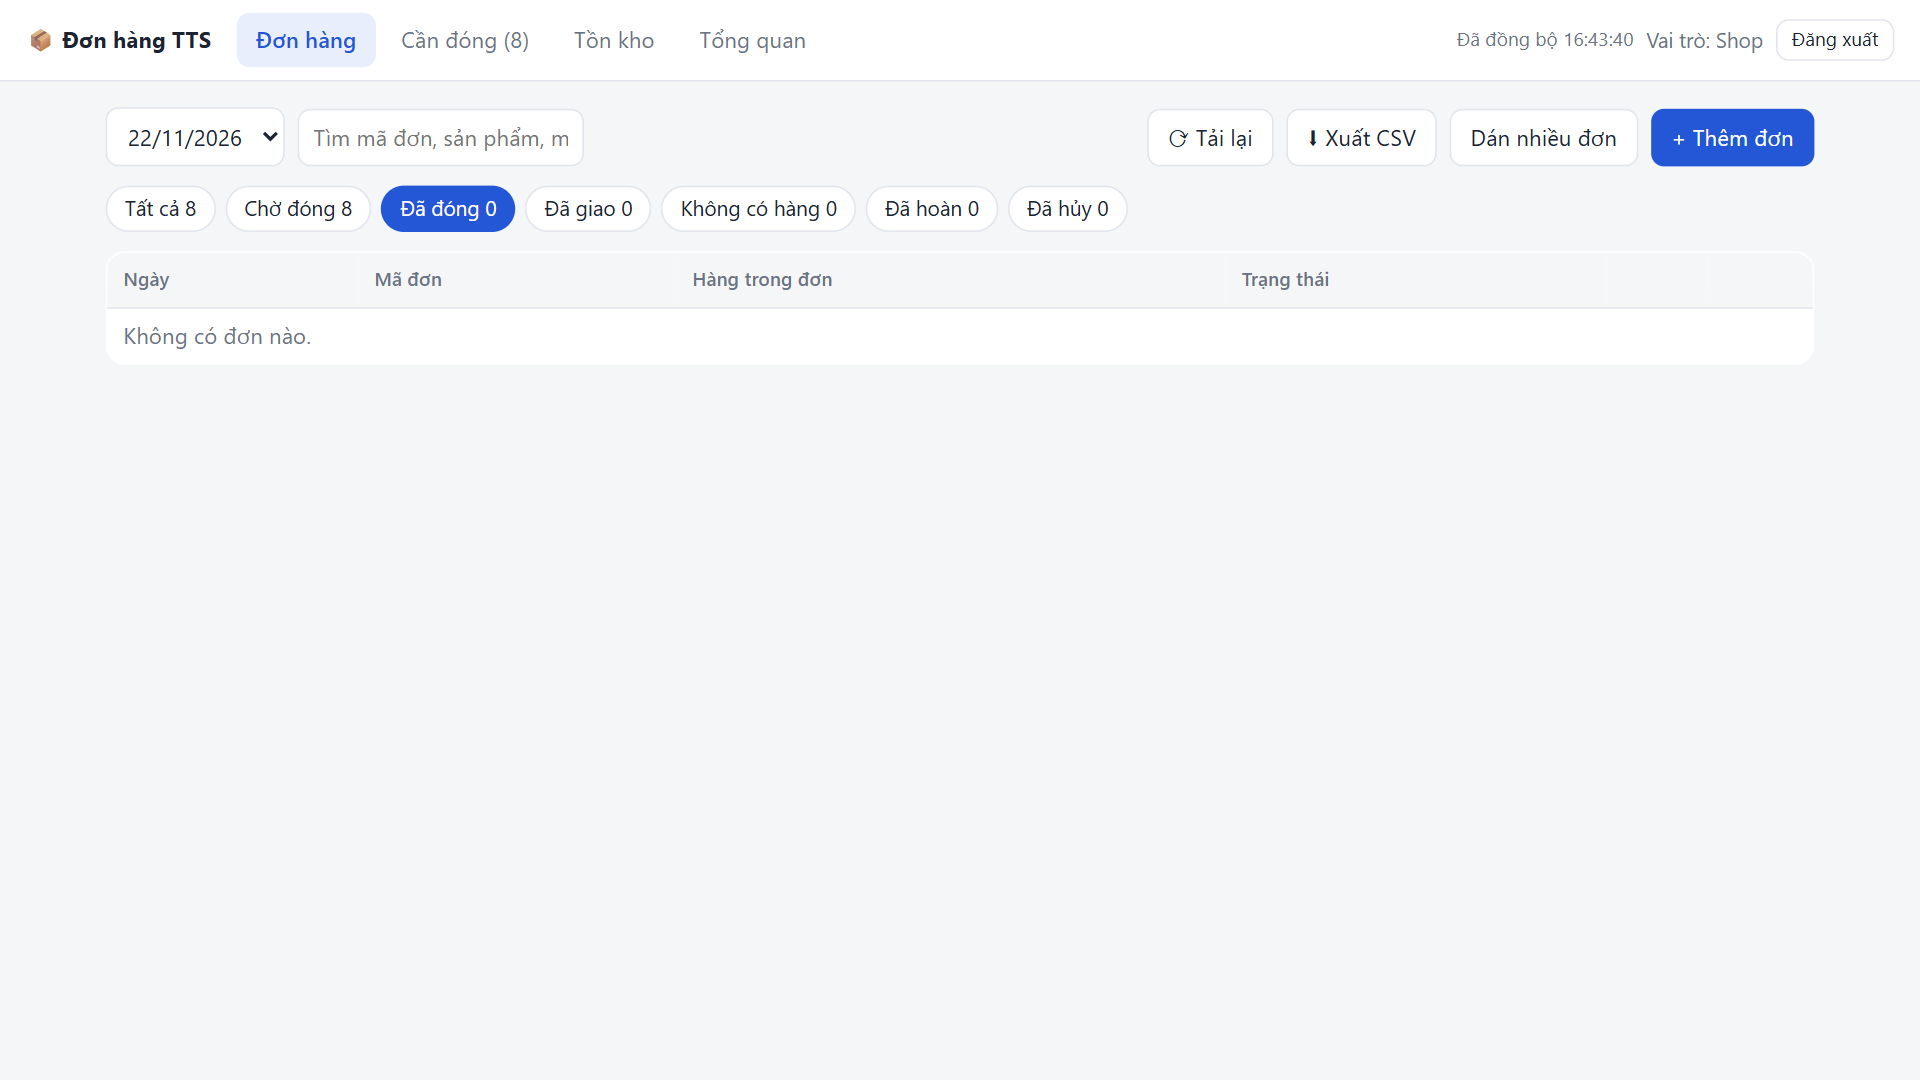 Đơn hàng TTS Đơn hàng Cần đóng (8) Tồn kho Tổng quan Đã đồng bộ 16:43:40 Vai trò: Shop Đăng xuất
22/11/2026 Tìm mã đơn, sản phẩm, m ⟳ Tải lại ⬇ Xuất CSV Dán nhiều đơn + Thêm đơn
Tất cả 8 Chờ đóng 8 Đã đóng 0 Đã giao 0 Không có hàng 0 Đã hoàn 0 Đã hủy 0
Ngày Mã đơn Hàng trong đơn Trạng thái
Không có đơn nào.